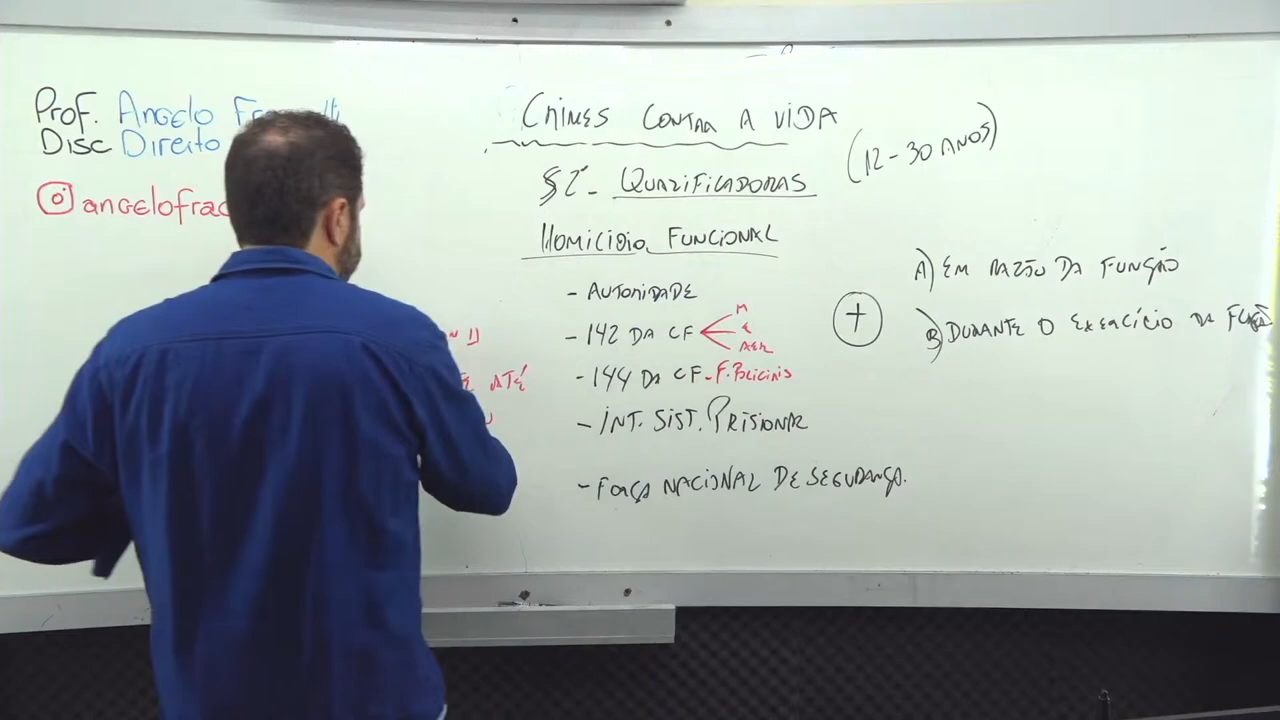 Prof. Angelo
Disc Direito
angelofrac
CRIMES CONTRA A VIDA
(12 - 30 ANOS)
§2º - QUALIFICADORAS
HOMICÍDIO FUNCIONAL
- AUTORIDADE
- 142 DA CF
M
E
AER
- 144 DA CF - F. Policiais
ATÉ
- INT. SIST. PRISIONAL
- FORÇA NACIONAL DE SEGURANÇA.
+
A) EM RAZÃO DA FUNÇÃO
B) DURANTE O EXERCÍCIO DA FUNÇÃO